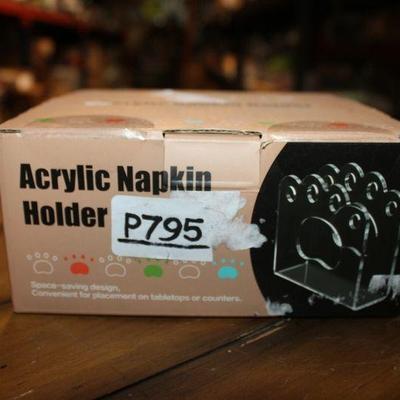 Acrylic Napkin
Holder
P795
Space-saving design,
Convenient for placement on tabletops or counters.